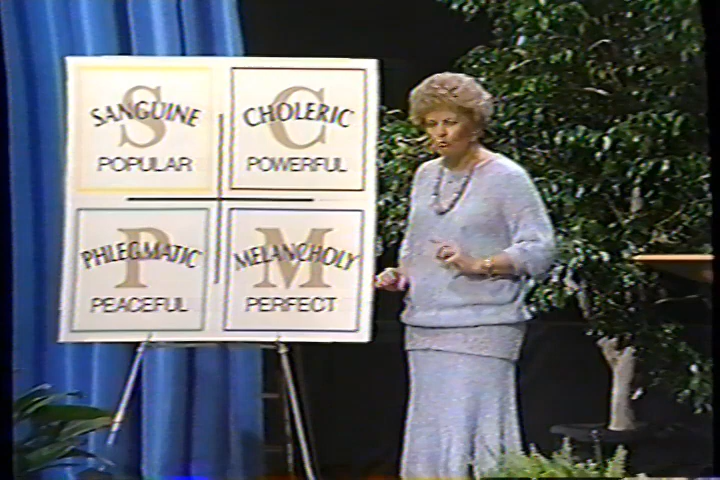 SANGUINE
S
POPULAR
CHOLERIC
C
POWERFUL
PHLEGMATIC
P
PEACEFUL
MELANCHOLY
M
PERFECT